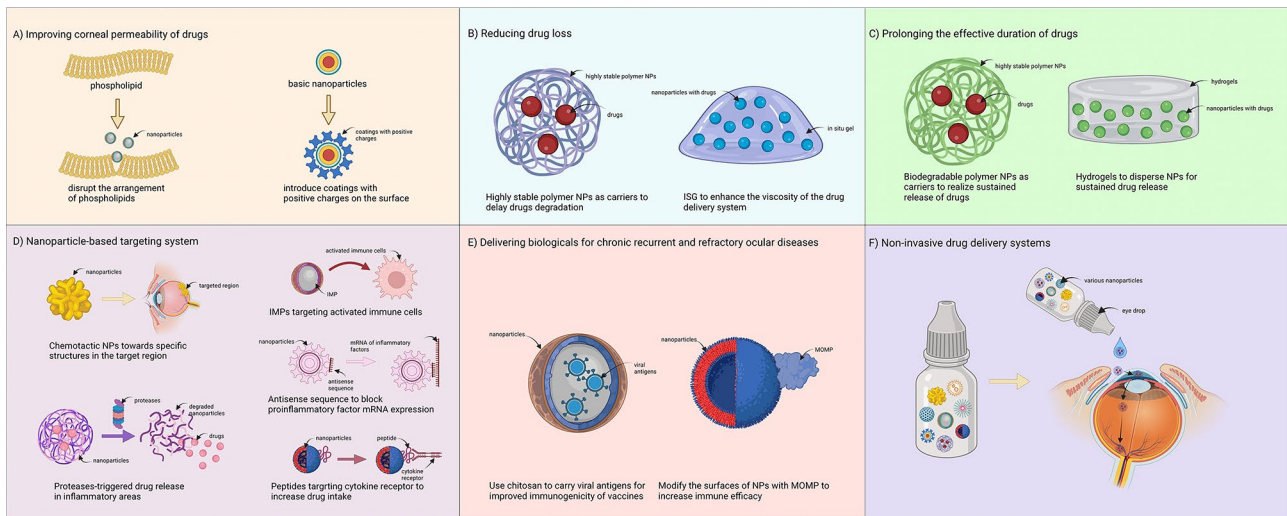 A) Improving corneal permeability of drugs
phospholipid
nanoparticles
disrupt the arrangement
of phospholipids
basic nanoparticles
coatings with positive
charges
introduce coatings with
positive charges on the surface
B) Reducing drug loss
highly stable polymer NPs
drugs
Highly stable polymer NPs as carriers to
delay drugs degradation
nanoparticles with drugs
in situ gel
ISG to enhance the viscosity of the drug
delivery system
C) Prolonging the effective duration of drugs
highly stable polymer NPs
drugs
Biodegradable polymer NPs as
carriers to realize sustained
release of drugs
hydrogels
nanoparticles with drugs
Hydrogels to disperse NPs for
sustained drug release
D) Nanoparticle-based targeting system
nanoparticles
targeted region
Chemotactic NPs towards specific
structures in the target region
activated immune cells
IMP
IMPs targeting activated immune cells
nanoparticles
mRNA of inflammatory
factors
antisense
sequence
Antisense sequence to block
proinflammatory factor mRNA expression
proteases
degraded
nanoparticles
drugs
nanoparticles
Proteases-triggered drug release
in inflammatory areas
nanoparticles
peptide
cytokine
receptor
Peptides targrting cytokine receptor to
increase drug intake
E) Delivering biologicals for chronic recurrent and refractory ocular diseases
nanoparticles
viral
antigens
Use chitosan to carry viral antigens for
improved immunogenicity of vaccines
nanoparticles
MOMP
Modify the surfaces of NPs with MOMP to
increase immune efficacy
F) Non-invasive drug delivery systems
various nanoparticles
eye drop